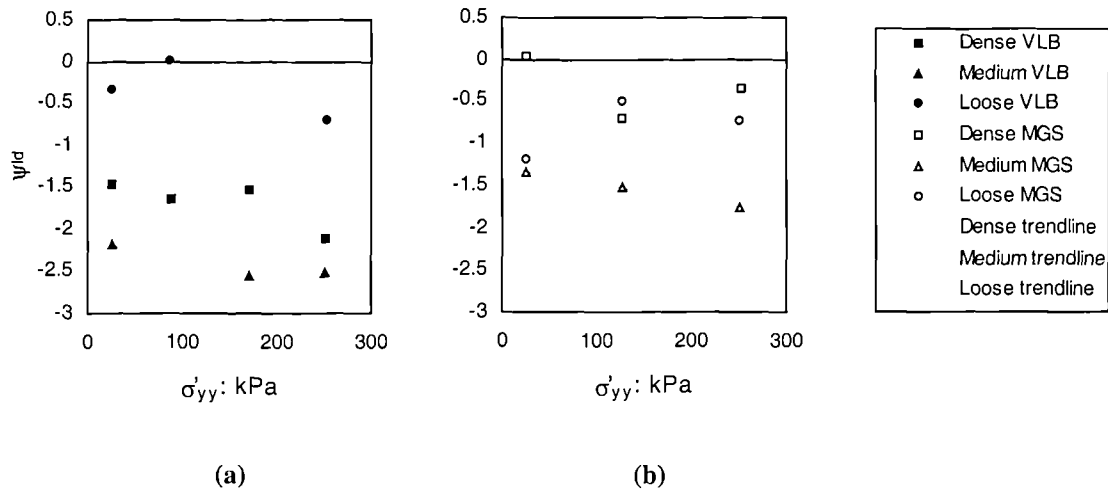 0.5
0
-0.5
-1
-1.5
-2
-2.5
-3
ψ/Id
0
100
200
300
σ'yy: kPa
(a)
0.5
0
-0.5
-1
-1.5
-2
-2.5
-3
0
100
200
300
σ'yy: kPa
(b)
Dense VLB
Medium VLB
Loose VLB
Dense MGS
Medium MGS
Loose MGS
Dense trendline
Medium trendline
Loose trendline